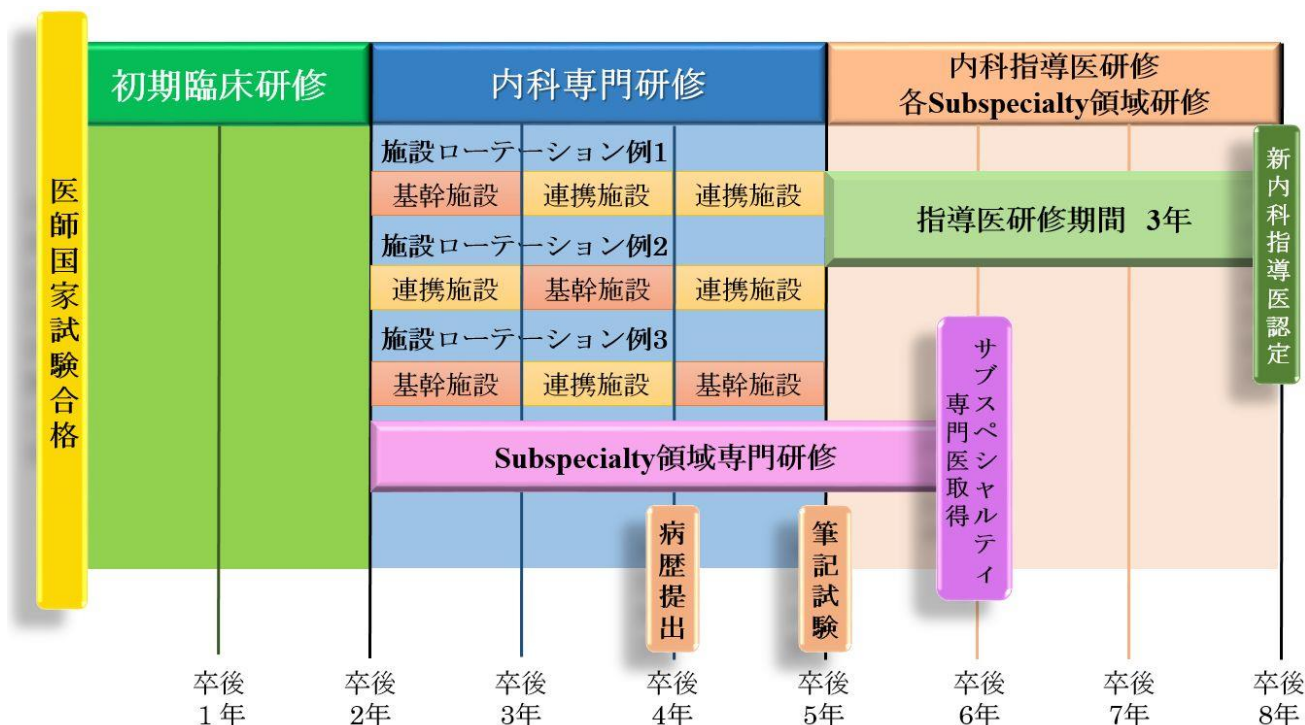 医師国家試験合格
初期臨床研修
内科専門研修
内科指導医研修
各Subspecialty領域研修
施設ローテーション例1
基幹施設 連携施設 連携施設
施設ローテーション例2
連携施設 基幹施設 連携施設
施設ローテーション例3
基幹施設 連携施設 基幹施設
指導医研修期間 3年
新内科指導医認定
Subspecialty領域専門研修
サブスペシャルティ
専門医取得
病歴提出
筆記試験
卒後
1年
卒後
2年
卒後
3年
卒後
4年
卒後
5年
卒後
6年
卒後
7年
卒後
8年